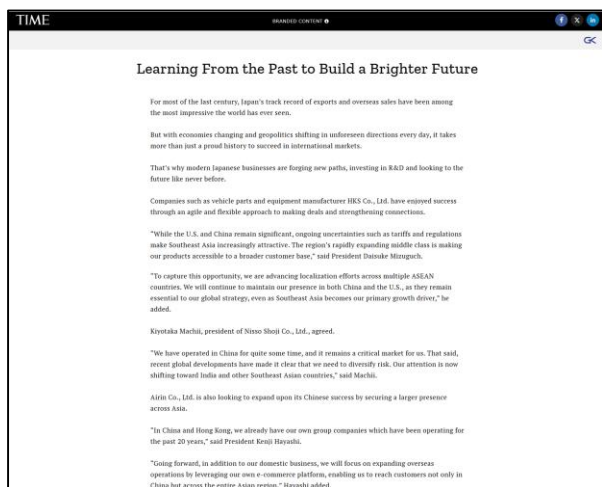 TIME
BRANDED CONTENT
GK
Learning From the Past to Build a Brighter Future
For most of the last century, Japan's track record of exports and overseas sales have been among
the most impressive the world has ever seen.
But with economies changing and geopolitics shifting in unforeseen directions every day, it takes
more than just a proud history to succeed in international markets.
That's why modern Japanese businesses are forging new paths, investing in R&D and looking to the
future like never before.
Companies such as vehicle parts and equipment manufacturer HKS Co., Ltd. have enjoyed success
through an agile and flexible approach to making deals and strengthening connections.
"While the U.S. and China remain significant, ongoing uncertainties such as tariffs and regulations
make Southeast Asia increasingly attractive. The region's rapidly expanding middle class is making
our products accessible to a broader customer base," said President Daisuke Mizuguch.
"To capture this opportunity, we are advancing localization efforts across multiple ASEAN
countries. We will continue to maintain our presence in both China and the U.S., as they remain
essential to our global strategy, even as Southeast Asia becomes our primary growth driver," he
added.
Kiyotaka Machii, president of Nisso Shoji Co., Ltd., agreed.
"We have operated in China for quite some time, and it remains a critical market for us. That said,
recent global developments have made it clear that we need to diversify risk. Our attention is now
shifting toward India and other Southeast Asian countries," said Machii.
Airin Co., Ltd. is also looking to expand upon its Chinese success by securing a larger presence
across Asia.
"In China and Hong Kong, we already have our own group companies which have been operating for
the past 20 years," said President Kenji Hayashi.
"Going forward, in addition to our domestic business, we will focus on expanding overseas
operations by leveraging our own e-commerce platform, enabling us to reach customers not only in
China but across the entire Asian region," Hayashi added.